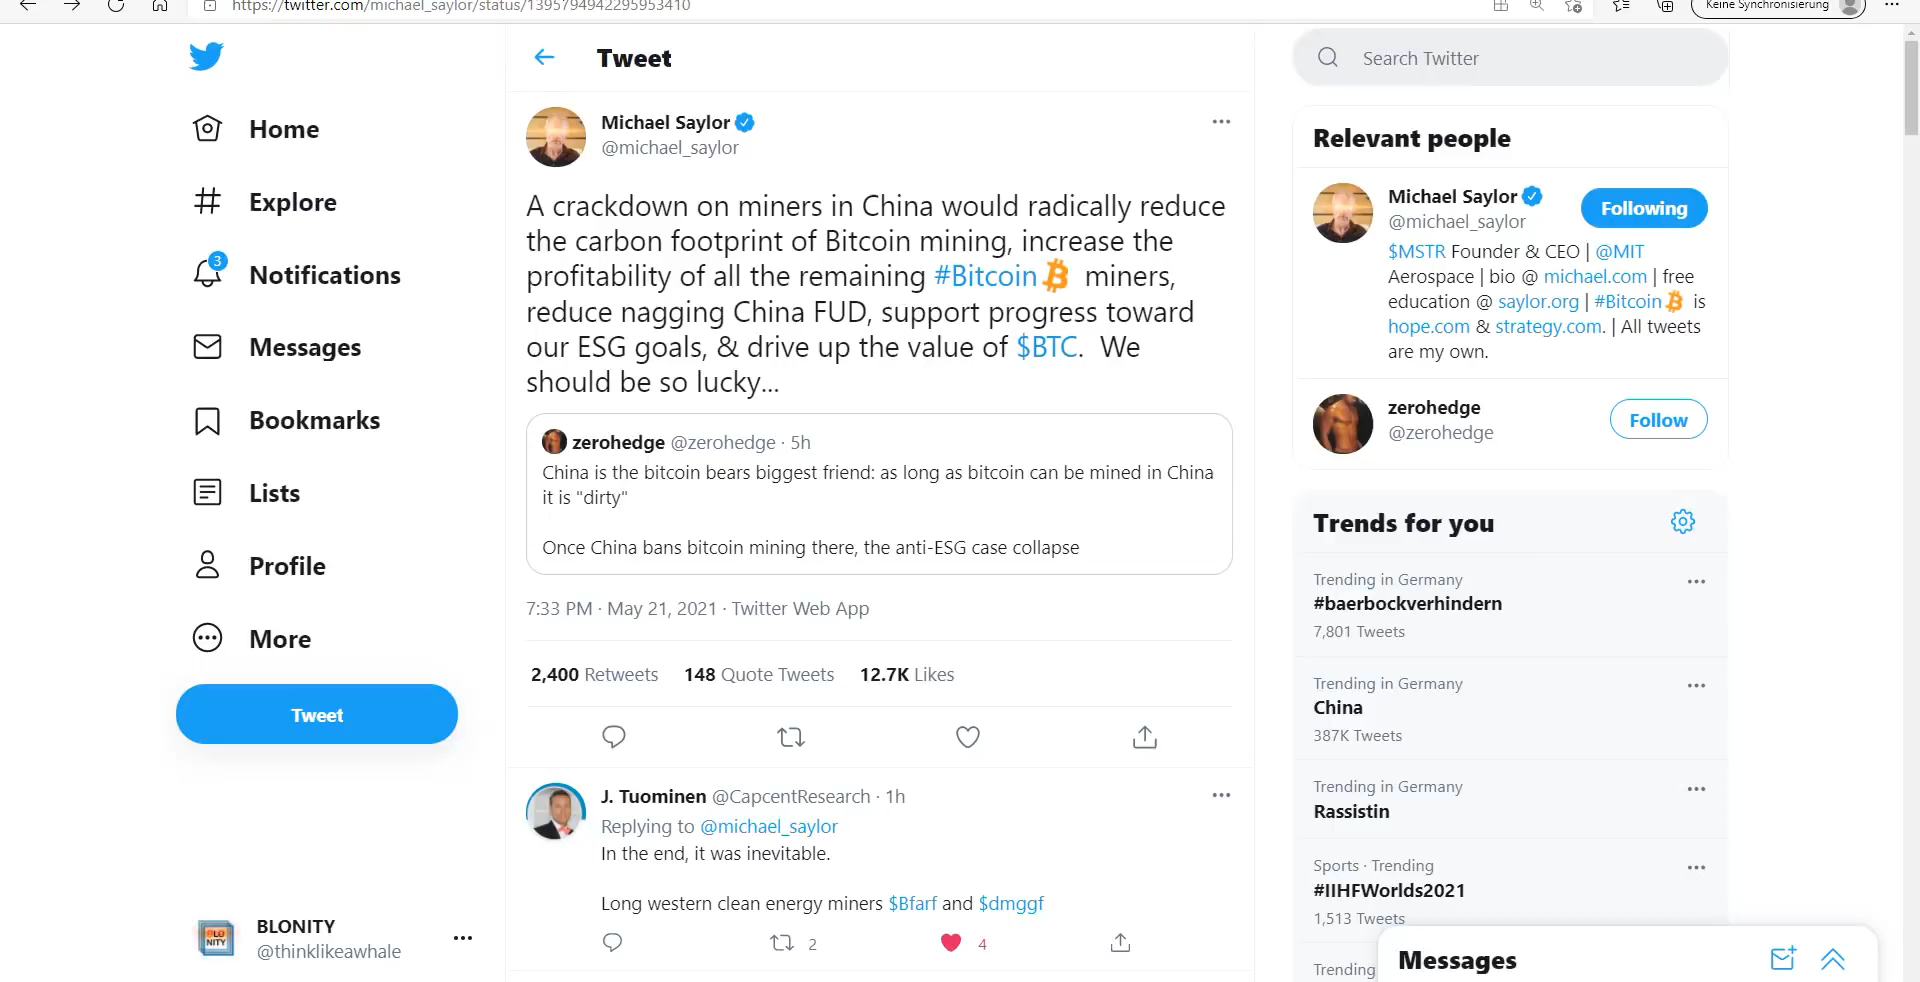 https://twitter.com/michael_saylor/status/1395794942295953410
Keine Synchronisierung
Home
Explore
3
Notifications
Messages
Bookmarks
Lists
Profile
More
Tweet
BLONITY
@thinklikeawhale
Tweet
Michael Saylor
@michael_saylor
A crackdown on miners in China would radically reduce
the carbon footprint of Bitcoin mining, increase the
profitability of all the remaining #Bitcoin miners,
reduce nagging China FUD, support progress toward
our ESG goals, & drive up the value of $BTC. We
should be so lucky...
zerohedge @zerohedge · 5h
China is the bitcoin bears biggest friend: as long as bitcoin can be mined in China
it is "dirty"
Once China bans bitcoin mining there, the anti-ESG case collapse
7:33 PM · May 21, 2021 · Twitter Web App
2,400 Retweets 148 Quote Tweets 12.7K Likes
J. Tuominen @CapcentResearch · 1h
Replying to @michael_saylor
In the end, it was inevitable.
Long western clean energy miners $Bfarf and $dmggf
2 4
Search Twitter
Relevant people
Michael Saylor
Following
@michael_saylor
$MSTR Founder & CEO | @MIT
Aerospace | bio @ michael.com | free
education @ saylor.org | #Bitcoin is
hope.com & strategy.com. | All tweets
are my own.
zerohedge
Follow
@zerohedge
Trends for you
Trending in Germany
#baerbockverhindern
7,801 Tweets
Trending in Germany
China
387K Tweets
Trending in Germany
Rassistin
Sports · Trending
#IIHFWorlds2021
1,513 Tweets
Trending
Messages